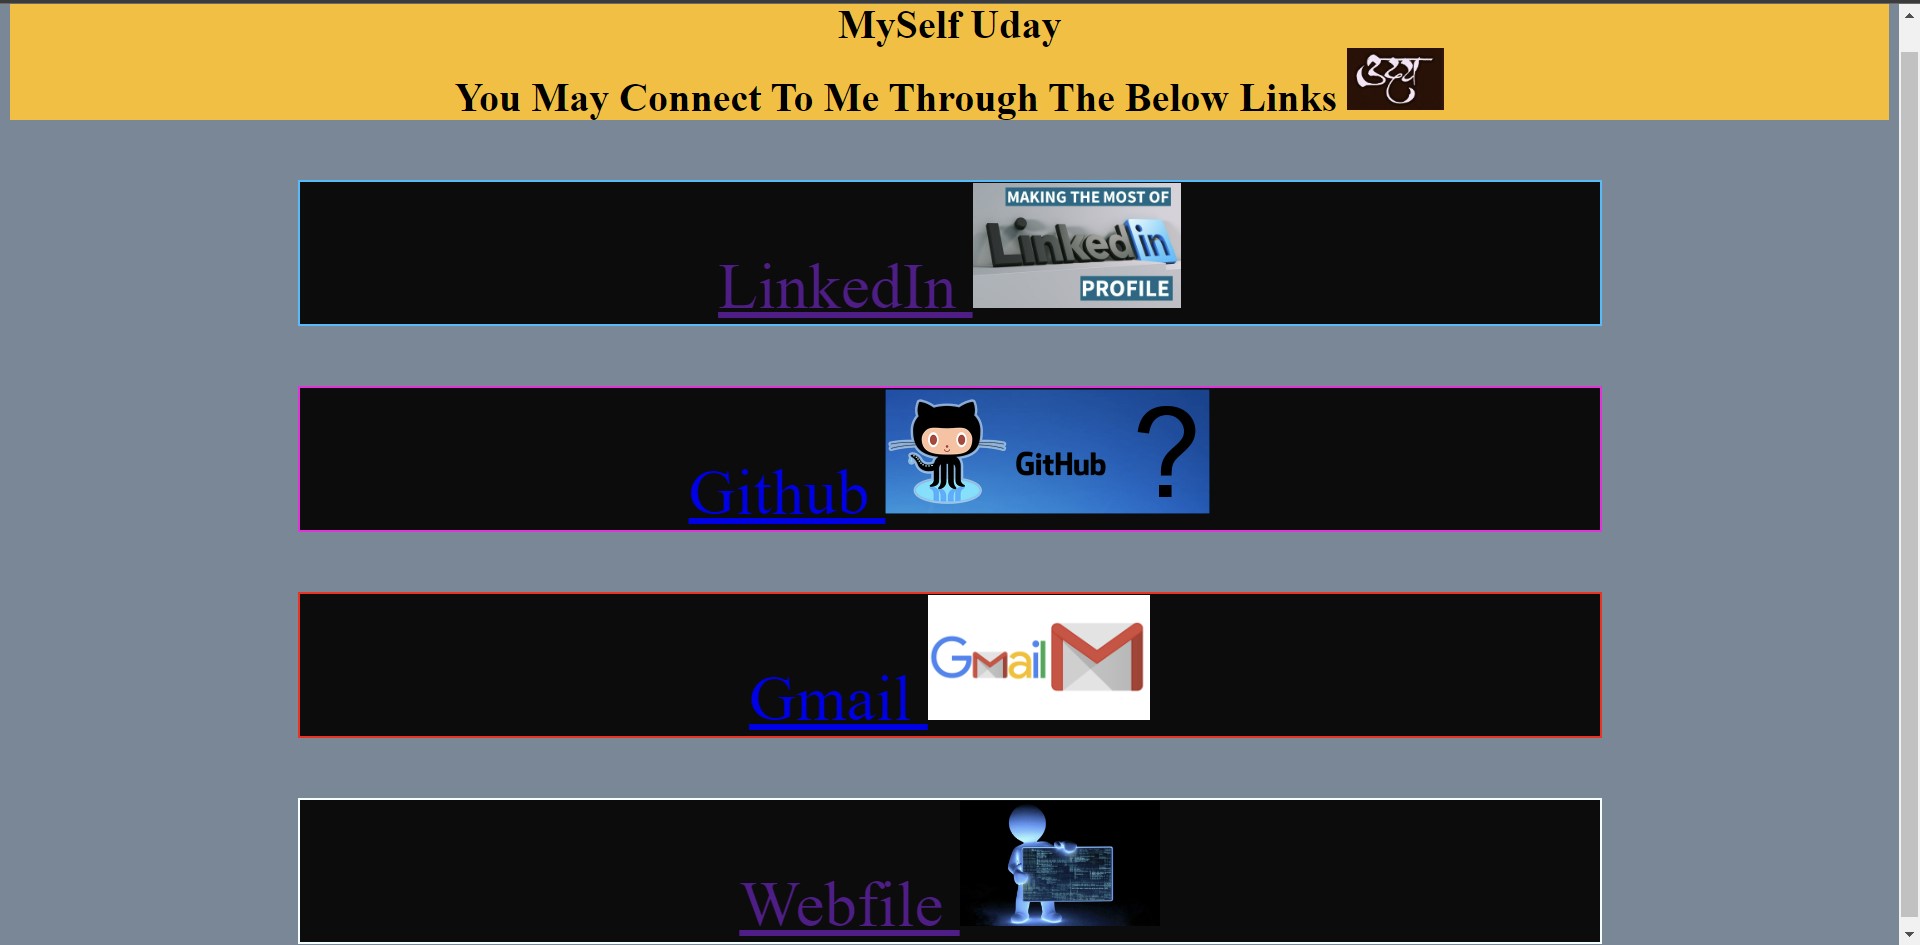 MySelf Uday
You May Connect To Me Through The Below Links उदय
MAKING THE MOST OF
Linkedin
PROFILE
LinkedIn
GitHub ?
Github
Gmail
Gmail
Webfile